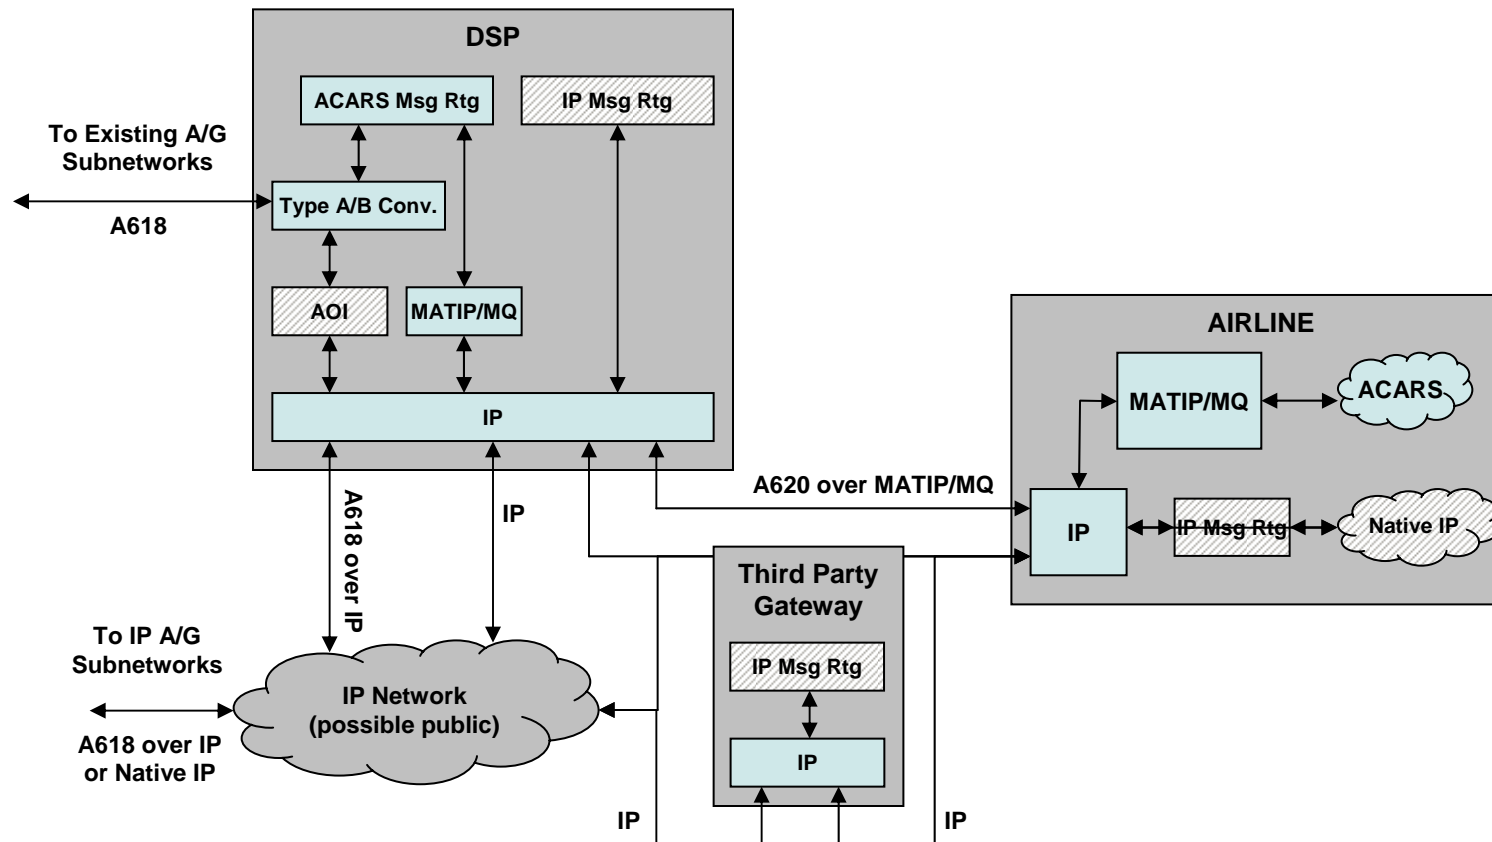 DSP
ACARS Msg Rtg
IP Msg Rtg
To Existing A/G
Subnetworks
A618
Type A/B Conv.
AOI
MATIP/MQ
IP
A618 over IP
IP
A620 over MATIP/MQ
AIRLINE
MATIP/MQ
ACARS
IP
IP Msg Rtg
Native IP
Third Party
Gateway
IP Msg Rtg
IP
To IP A/G
Subnetworks
A618 over IP
or Native IP
IP Network
(possible public)
IP
IP